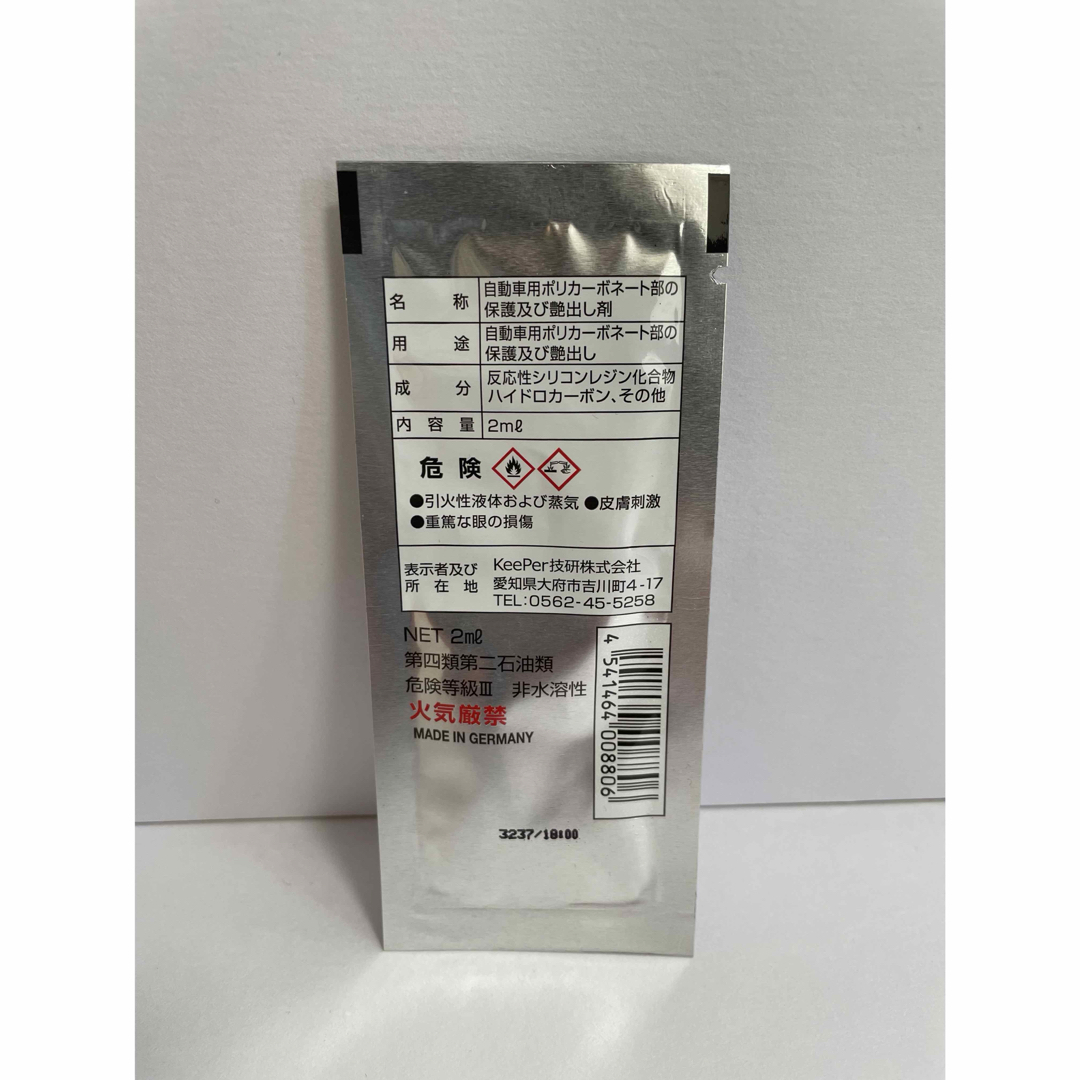 名 称 自動車用ポリカーボネート部の
保護及び艶出し剤
用 途 自動車用ポリカーボネート部の
保護及び艶出し
成 分 反応性シリコンレジン化合物
ハイドロカーボン、その他
内容量 2mℓ
危険
●引火性液体および蒸気 ●皮膚刺激
●重篤な眼の損傷
表示者及び
所在地
KeePer技研株式会社
愛知県大府市吉川町4-17
TEL:0562-45-5258
NET 2mℓ
第四類第二石油類
危険等級Ⅲ 非水溶性
火気厳禁
MADE IN GERMANY
4 541464 008806
3237/18:00